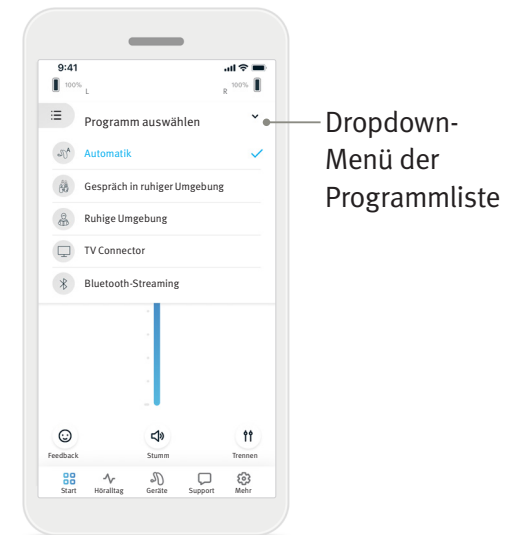 9:41
100% L
R 100%
Programm auswählen
Automatik
Gespräch in ruhiger Umgebung
Ruhige Umgebung
TV Connector
Bluetooth-Streaming
Feedback
Stumm
Trennen
Start
Höralltag
Geräte
Support
Mehr
Dropdown-
Menü der
Programmliste